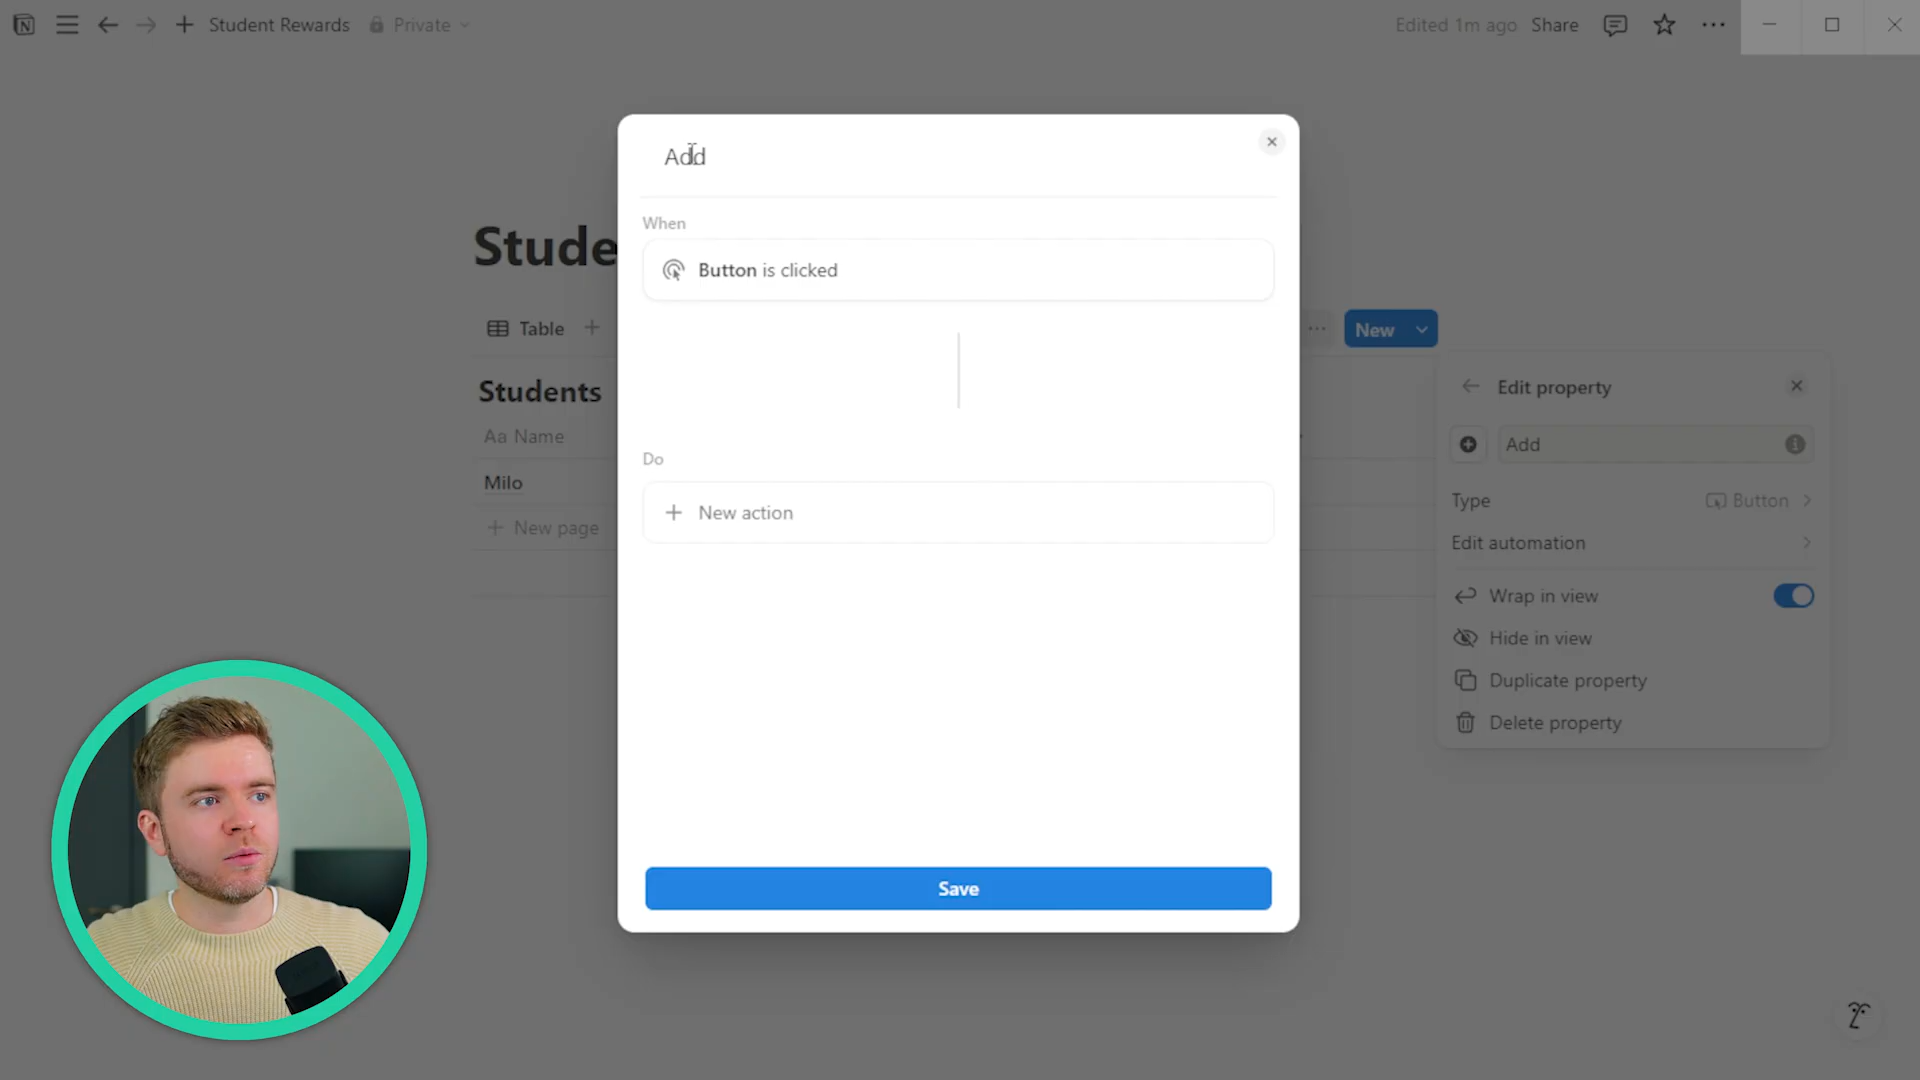 Student Rewards Private
Edited 1m ago Share
Add
When
Button is clicked
Do
+ New action
Save
Stude
Table +
New
Students
Aa Name
Milo
+ New page
Edit property
Add
Type Button
Edit automation
Wrap in view
Hide in view
Duplicate property
Delete property